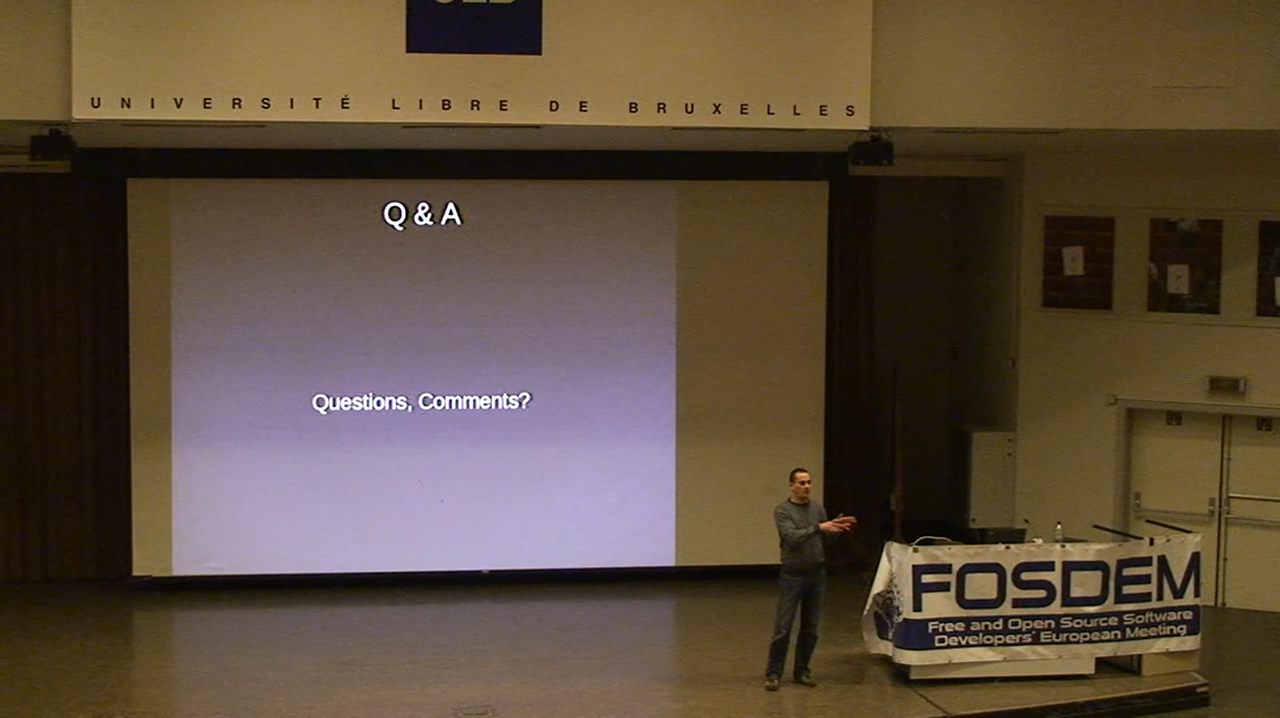 UNIVERSITÉ LIBRE DE BRUXELLES
Q & A
Questions, Comments?
FOSDEM
Free and Open Source Software
Developers' European Meeting